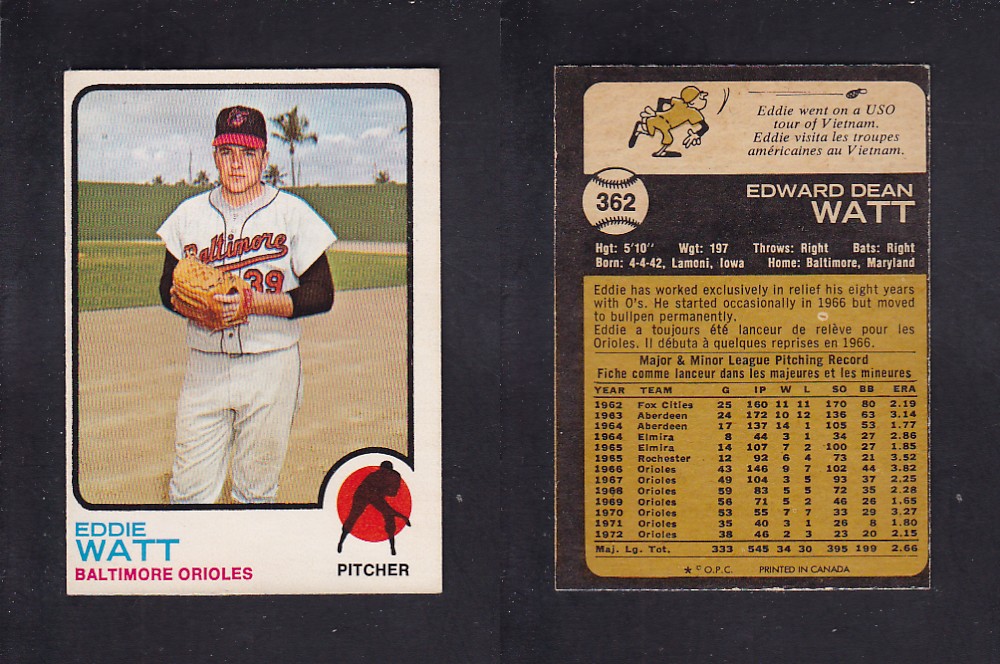 Baltimore
39
EDDIE
WATT
BALTIMORE ORIOLES
PITCHER
Eddie went on a USO
tour of Vietnam.
Eddie visita les troupes
américaines au Vietnam.
362
EDWARD DEAN
WATT
Hgt: 5'10" Wgt: 197 Throws: Right Bats: Right
Born: 4-4-42, Lamoni, Iowa Home: Baltimore, Maryland
Eddie has worked exclusively in relief his eight years
with O's. He started occasionally in 1966 but moved
to bullpen permanently.
Eddie a toujours été lanceur de relève pour les
Orioles. Il débuta à quelques reprises en 1966.
Major & Minor League Pitching Record
Fiche comme lanceur dans les majeures et les mineures
YEAR TEAM G IP W L SO BB ERA
1962 Fox Cities 25 160 11 11 170 80 2.19
1963 Aberdeen 24 172 10 12 136 63 3.14
1964 Aberdeen 17 137 14 1 105 53 1.77
1964 Elmira 8 44 3 1 34 27 2.86
1965 Elmira 14 107 7 2 100 27 1.85
1965 Rochester 12 92 6 4 73 21 3.52
1966 Orioles 43 146 9 7 102 44 3.82
1967 Orioles 49 104 3 5 93 37 2.25
1968 Orioles 59 83 5 5 72 35 2.28
1969 Orioles 56 71 5 2 46 26 1.65
1970 Orioles 53 55 7 7 33 29 3.27
1971 Orioles 35 40 3 1 26 8 1.80
1972 Orioles 38 46 2 3 23 20 2.15
Maj. Lg. Tot. 333 545 34 30 395 199 2.66
* © O.P.C. PRINTED IN CANADA